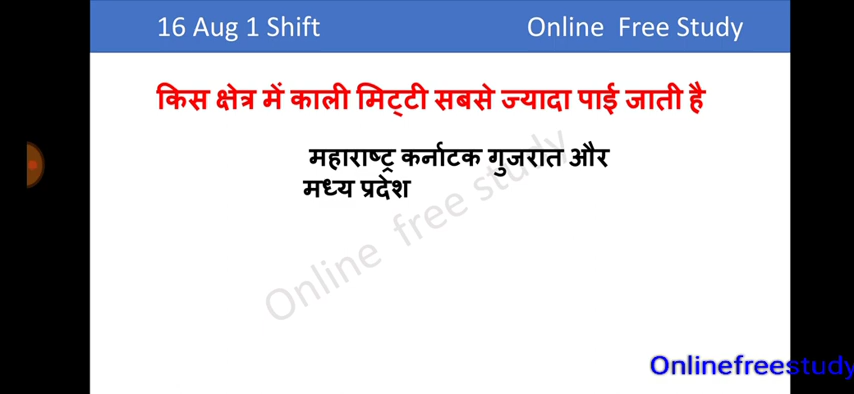 16 Aug 1 Shift Online Free Study
किस क्षेत्र में काली मिट्टी सबसे ज्यादा पाई जाती है
महाराष्ट्र कर्नाटक गुजरात और
मध्य प्रदेश
Online free study
Onlinefreestudy